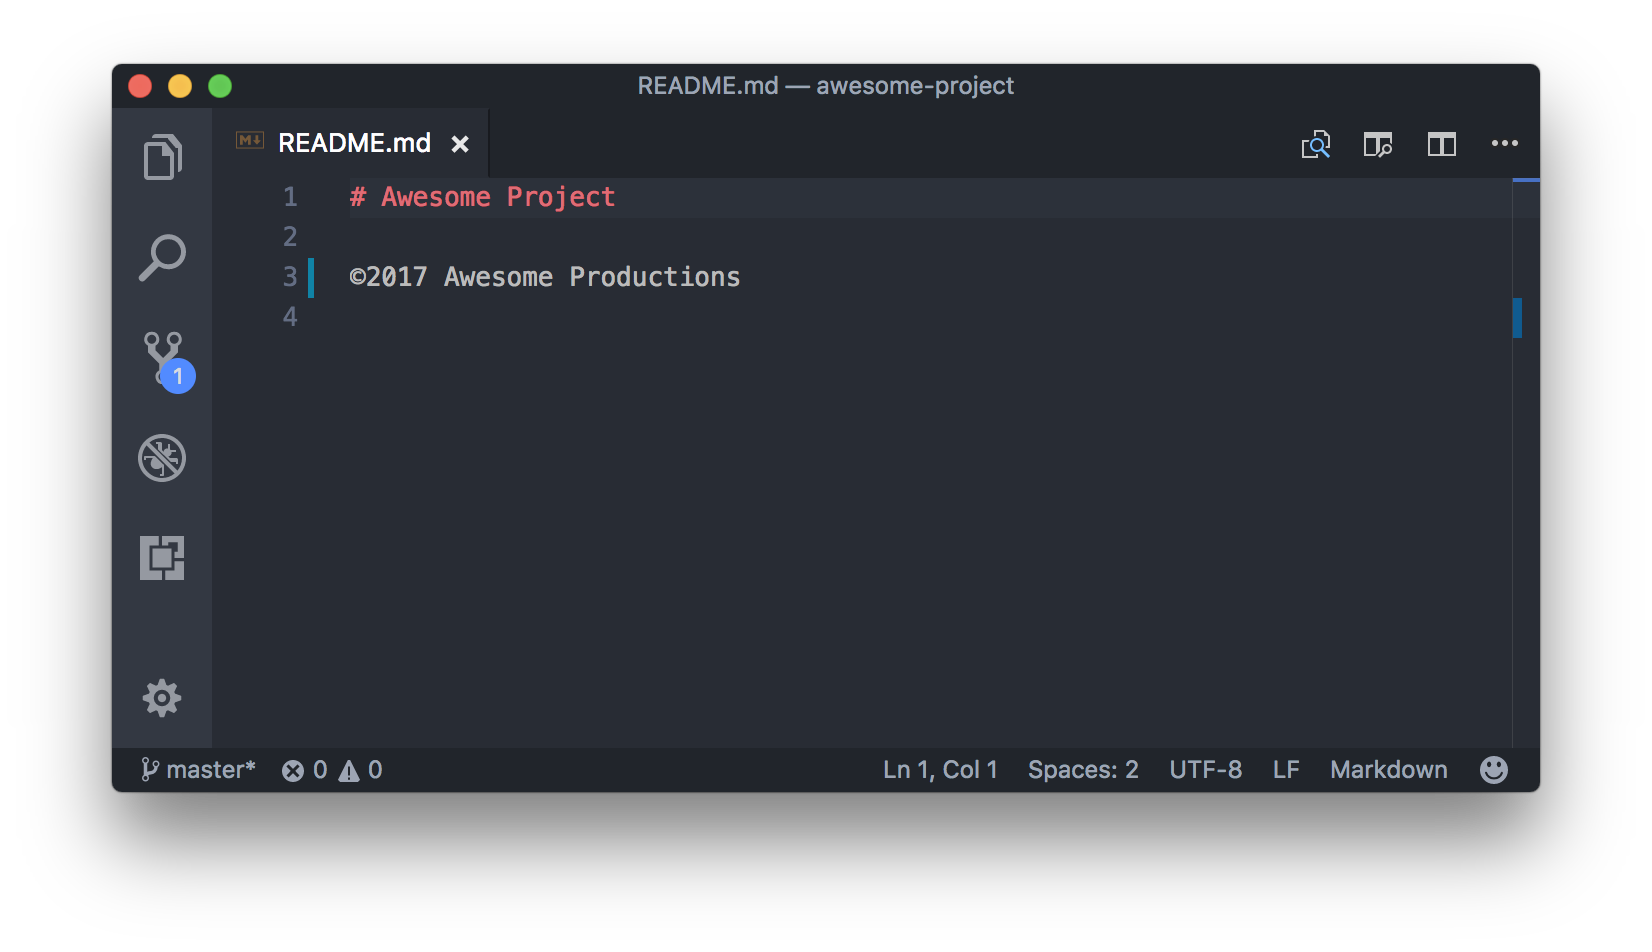 README.md — awesome-project
M↓ README.md ×
1 # Awesome Project
2
3 ©2017 Awesome Productions
4
1
master* 0 0 Ln 1, Col 1 Spaces: 2 UTF-8 LF Markdown